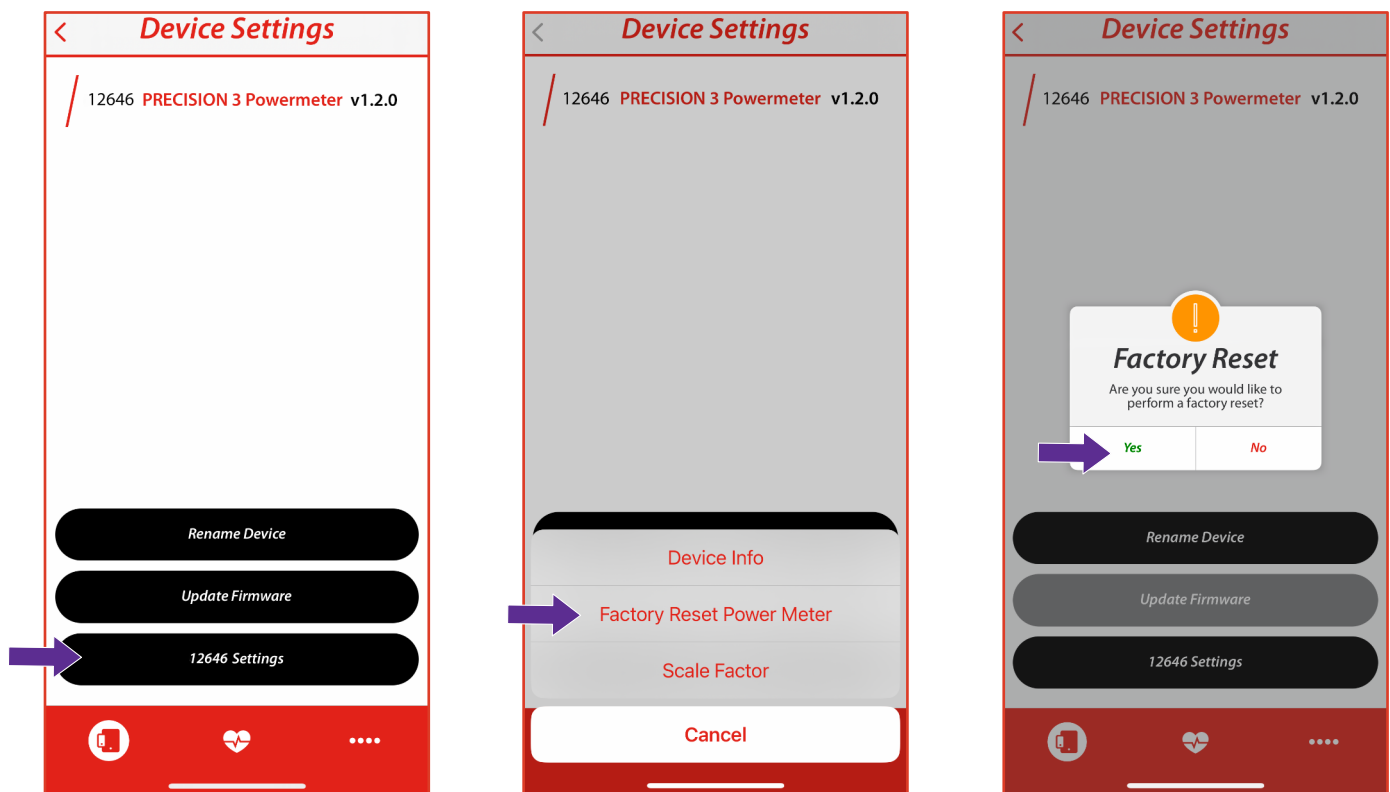 Device Settings
12646 PRECISION 3 Powermeter v1.2.0
Rename Device
Update Firmware
12646 Settings
Device Settings
12646 PRECISION 3 Powermeter v1.2.0
Device Info
Factory Reset Power Meter
Scale Factor
Cancel
Device Settings
12646 PRECISION 3 Powermeter v1.2.0
Factory Reset
Are you sure you would like to
perform a factory reset?
Yes No
Rename Device
Update Firmware
12646 Settings